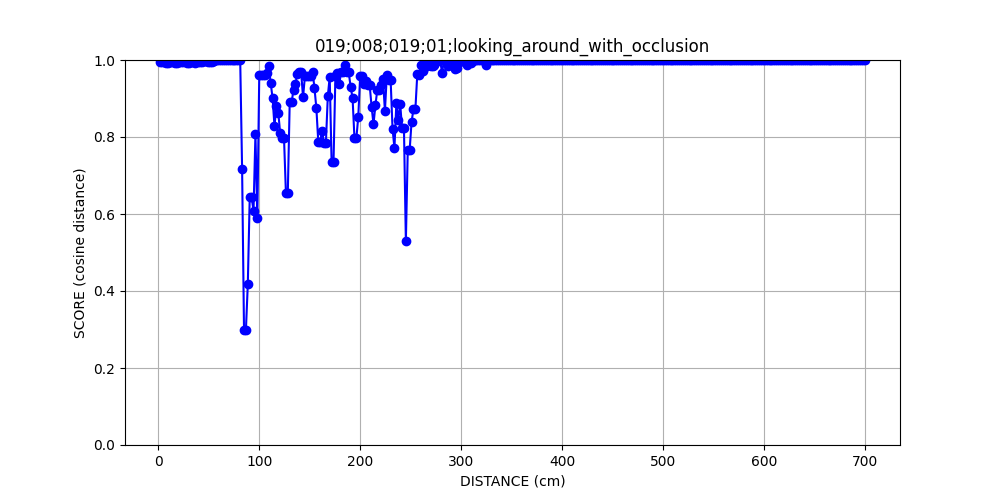 019;008;019;01;looking_around_with_occlusion
1.0
0.8
0.6
0.4
0.2
0.0
SCORE (cosine distance)
0 100 200 300 400 500 600 700
DISTANCE (cm)